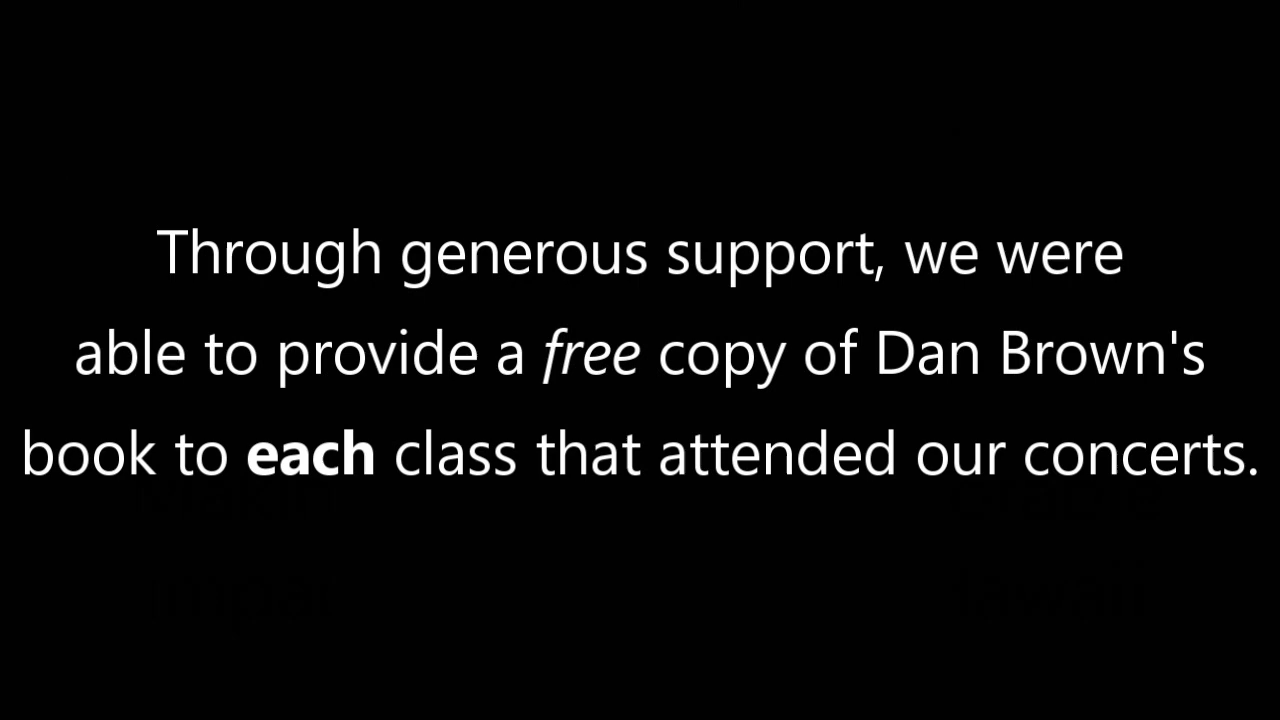 Through generous support, we were
able to provide a free copy of Dan Brown's
book to each class that attended our concerts.